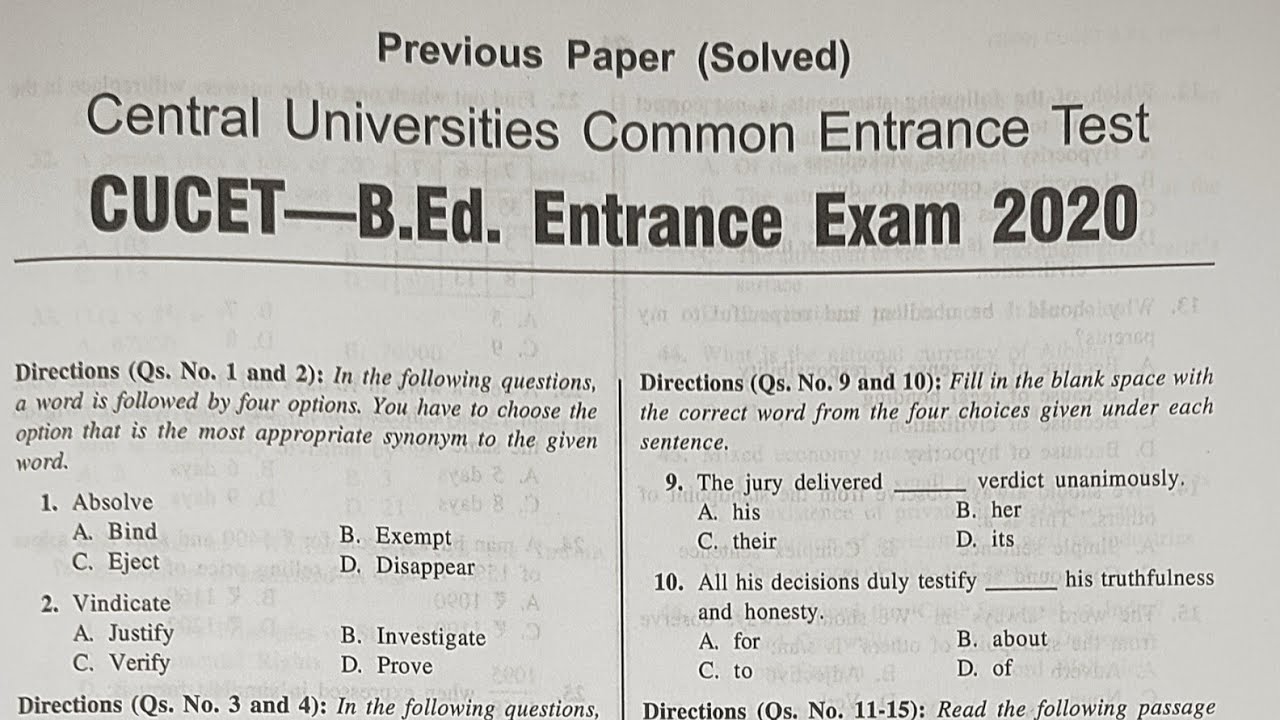 Previous Paper (Solved)
Central Universities Common Entrance Test
CUCET—B.Ed. Entrance Exam 2020
Directions (Qs. No. 1 and 2): In the following questions,
a word is followed by four options. You have to choose the
option that is the most appropriate synonym to the given
word.
1. Absolve
A. Bind B. Exempt
C. Eject D. Disappear
2. Vindicate
A. Justify B. Investigate
C. Verify D. Prove
Directions (Qs. No. 3 and 4): In the following questions,
Directions (Qs. No. 9 and 10): Fill in the blank space with
the correct word from the four choices given under each
sentence.
9. The jury delivered ______ verdict unanimously.
A. his B. her
C. their D. its
10. All his decisions duly testify ______ his truthfulness
and honesty.
A. for B. about
C. to D. of
Directions (Qs. No. 11-15): Read the following passage